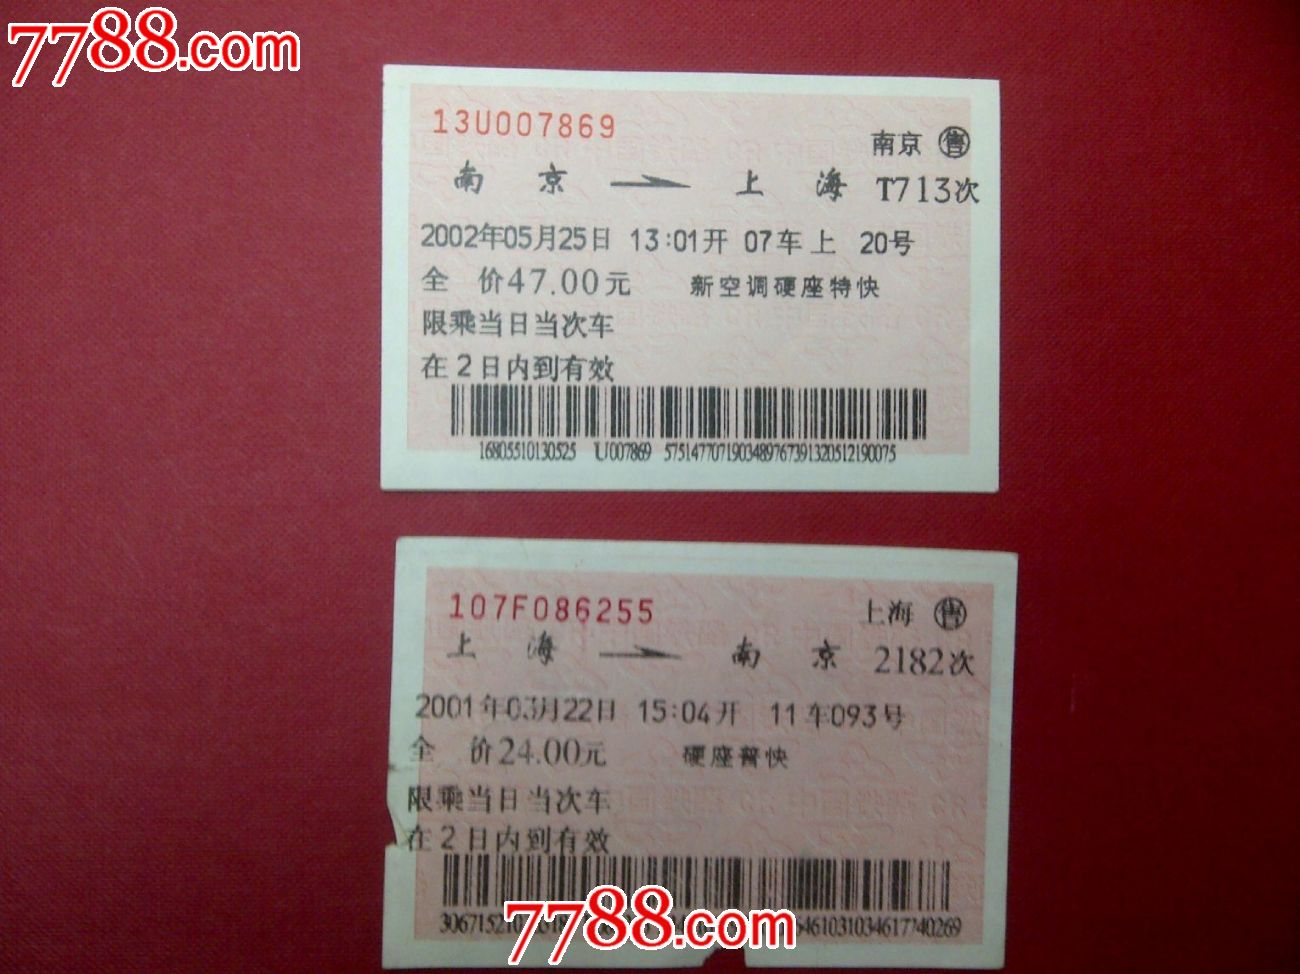 7788.com
13U007869
南京 售
南京 上海 T713次
2002年05月25日 13:01开 07车上 20号
全 价47.00元 新空调硬座特快
限乘当日当次车
在2日内到有效
16805510130525 U007869 5751477071903489767391320512190075
107F086255
上海 售
上海 南京 2182次
2001年03月22日 15:04开 11车093号
全 价24.00元 硬座普快
限乘当日当次车
在2日内到有效
7788.com